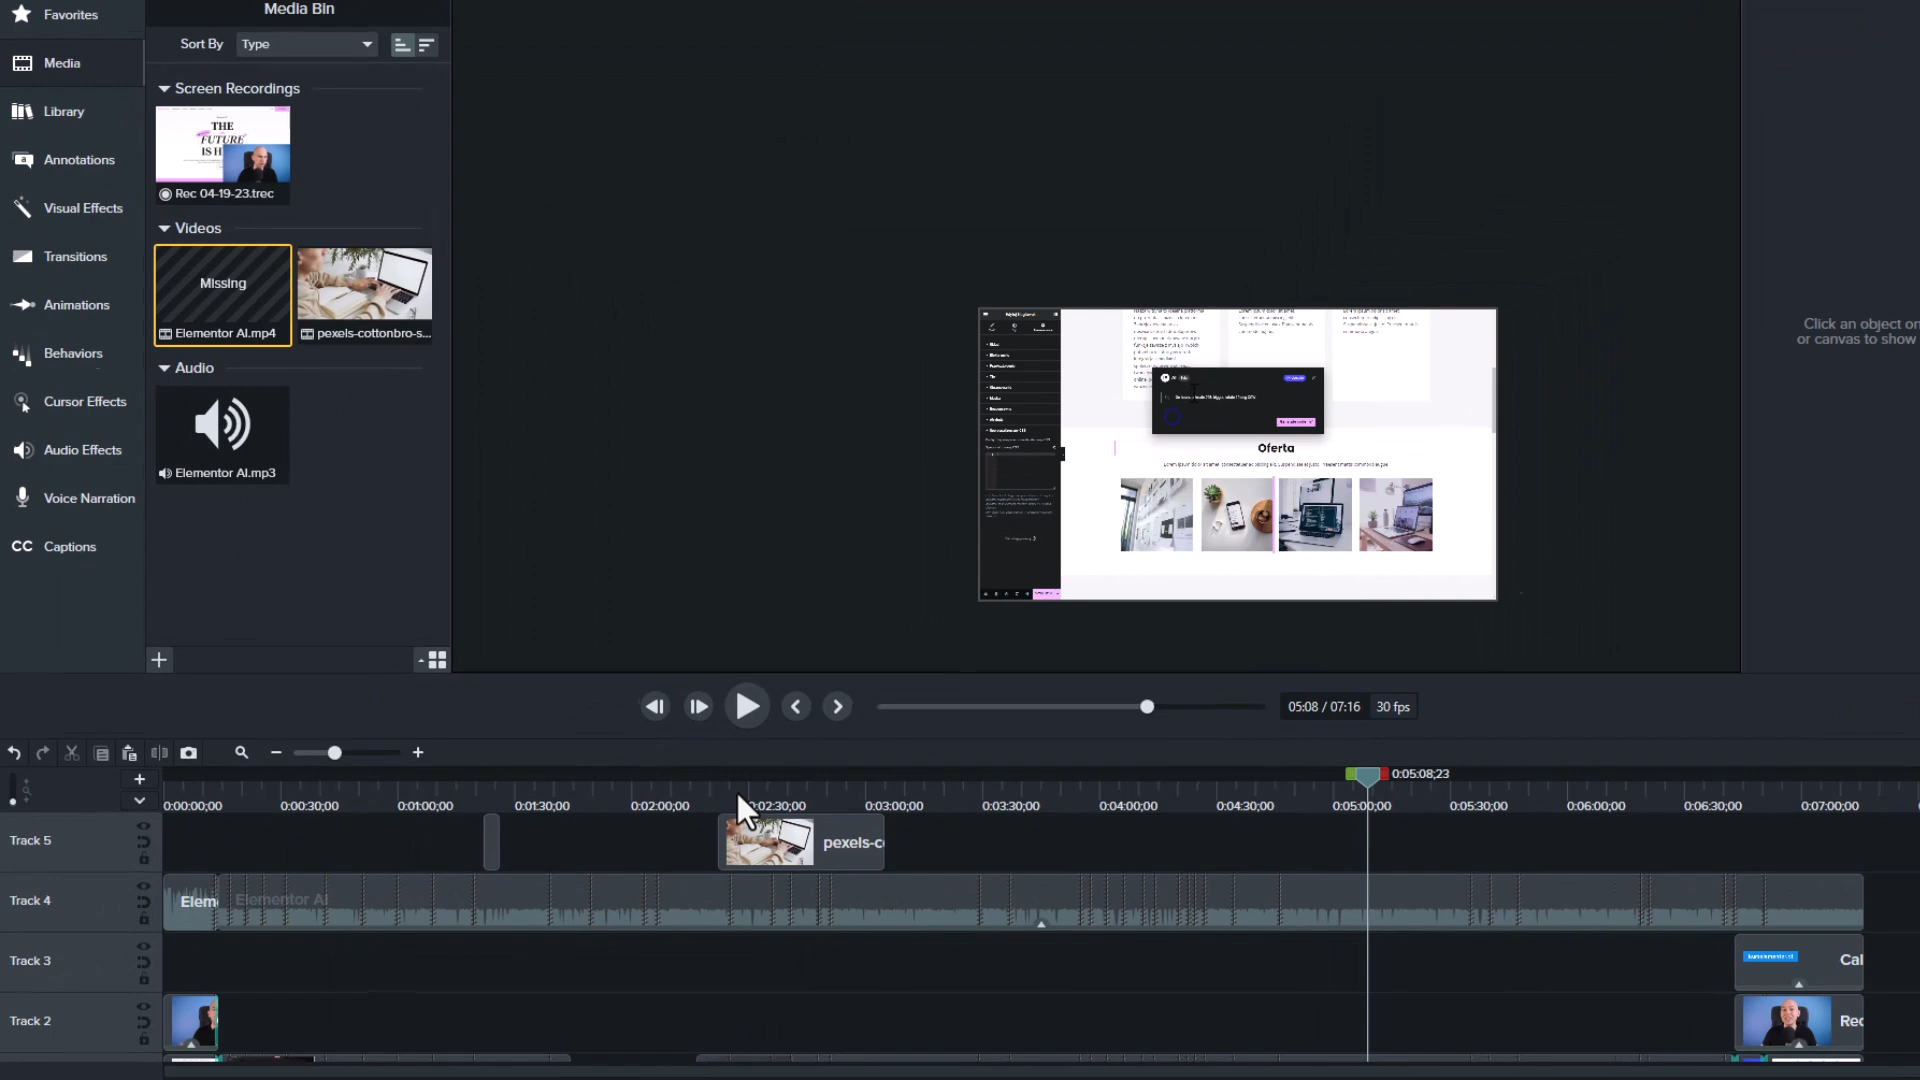 Favorites
Media
Library
Annotations
Visual Effects
Transitions
Animations
Behaviors
Cursor Effects
Audio Effects
Voice Narration
CC Captions
Media Bin
Sort By Type
Screen Recordings
THE
FUTURE
IS H
Rec 04-19-23.trec
Videos
Missing
Elementor AI.mp4
pexels-cottonbro-s...
Audio
Elementor AI.mp3
Oferta
Click an object on
or canvas to show
05:08 / 07:16 30 fps
0:05:08;23
0:00:00;00 0:00:30;00 0:01:00;00 0:01:30;00 0:02:00;00 0:02:30;00 0:03:00;00 0:03:30;00 0:04:00;00 0:04:30;00 0:05:00;00 0:05:30;00 0:06:00;00 0:06:30;00 0:07:00;00
Track 5
pexels-c
Track 4
Elem
Elementor AI
Track 3
Cal
Track 2
Rec